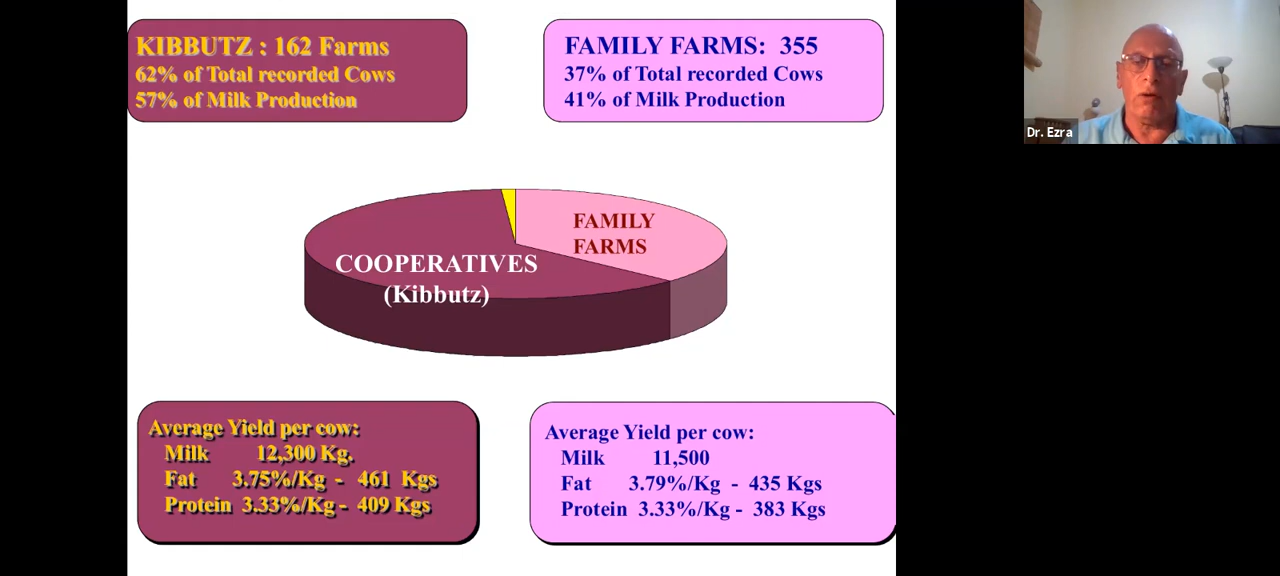 KIBBUTZ : 162 Farms
62% of Total recorded Cows
57% of Milk Production
FAMILY FARMS: 355
37% of Total recorded Cows
41% of Milk Production
Dr. Ezra
FAMILY
FARMS
COOPERATIVES
(Kibbutz)
Average Yield per cow:
Milk 12,300 Kg.
Fat 3.75%/Kg - 461 Kgs
Protein 3.33%/Kg - 409 Kgs
Average Yield per cow:
Milk 11,500
Fat 3.79%/Kg - 435 Kgs
Protein 3.33%/Kg - 383 Kgs